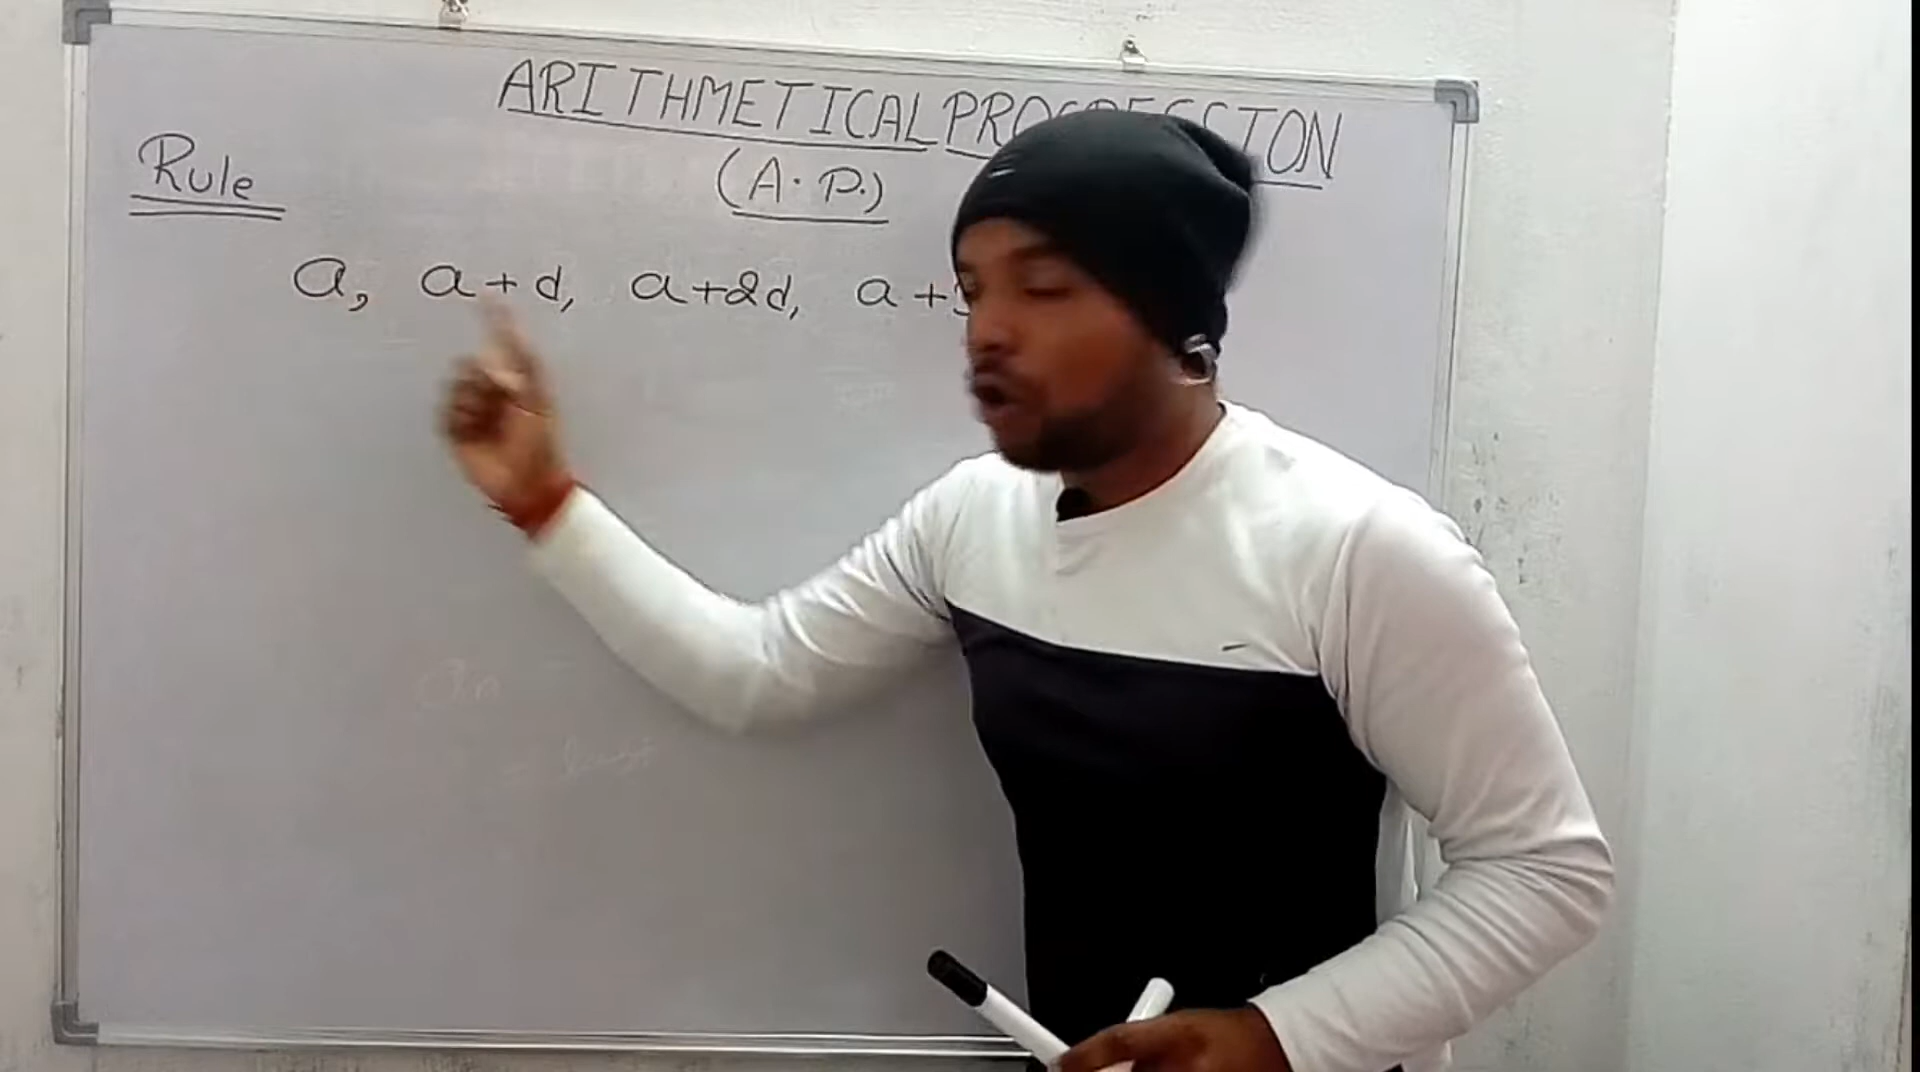 ARITHMETICAL
Rule
(A.P.)
a, a+d, a+2d, a+